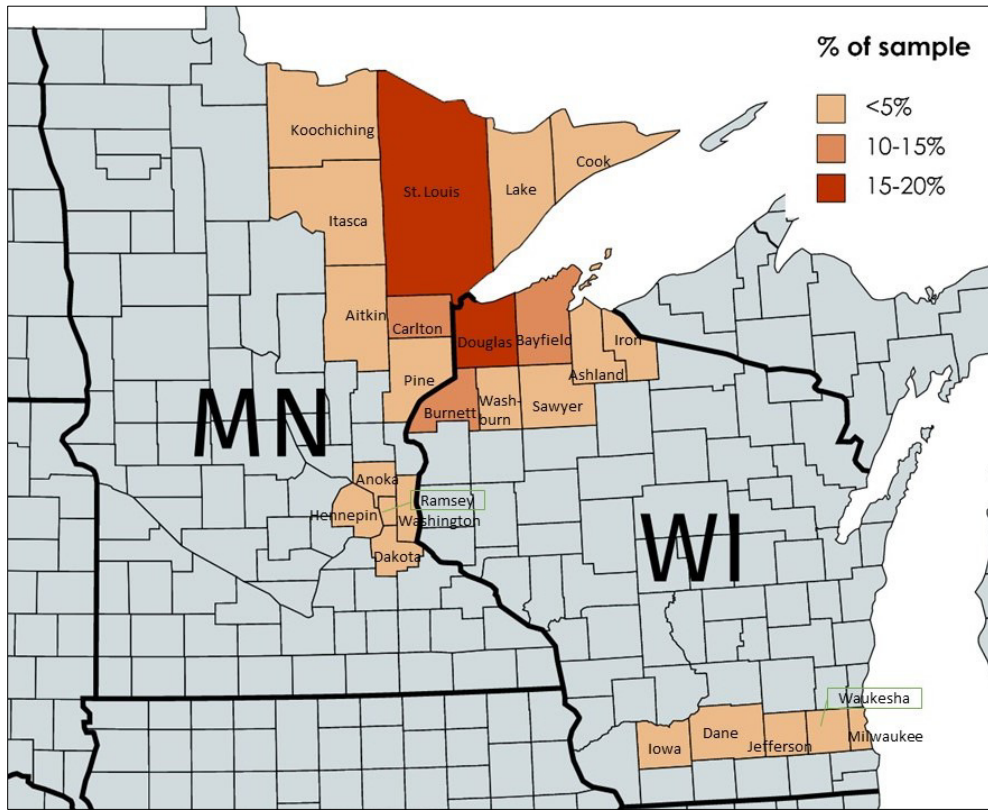 % of sample
<5%
10-15%
15-20%
Koochiching
Cook
St. Louis
Lake
Itasca
Aitkin
Carlton
Douglas
Bayfield
Iron
Ashland
Pine
Burnett
Wash-
burn
Sawyer
MN
Anoka
Ramsey
Hennepin
Washington
Dakota
WI
Waukesha
Iowa
Dane
Jefferson
Milwaukee